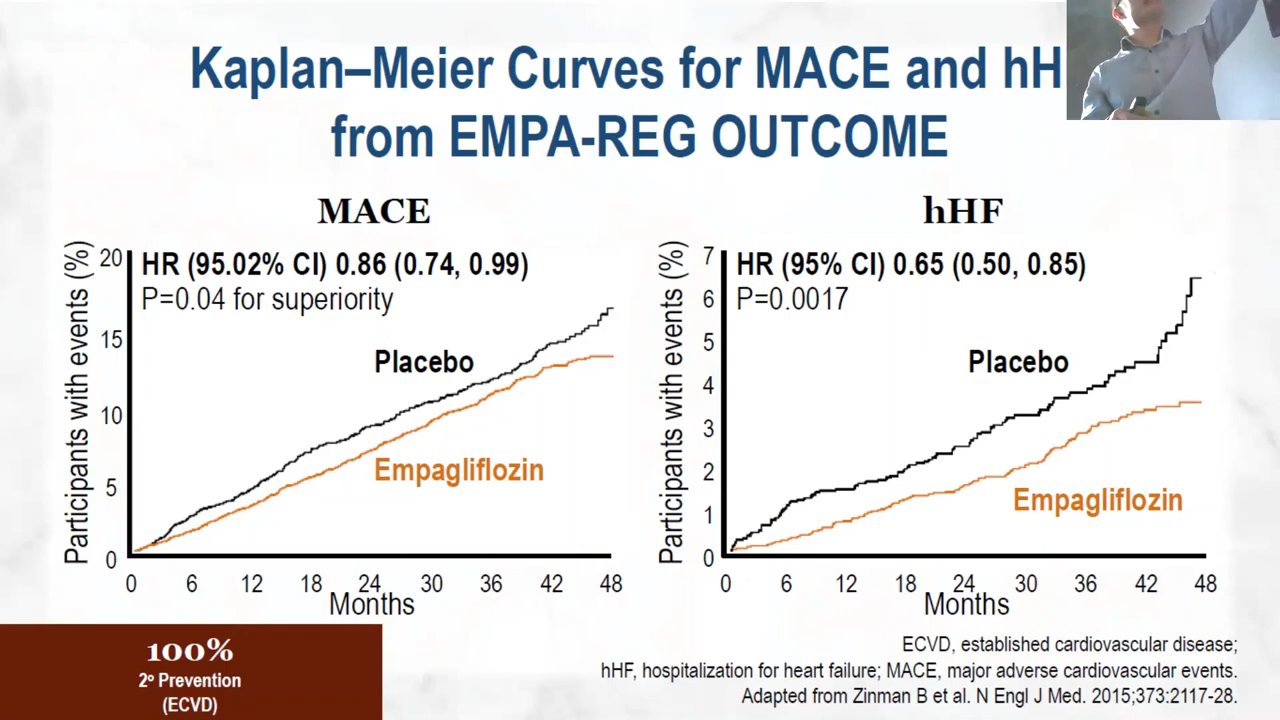 Kaplan–Meier Curves for MACE and hH
from EMPA-REG OUTCOME
MACE
Participants with events (%)
20
15
10
5
0
HR (95.02% CI) 0.86 (0.74, 0.99)
P=0.04 for superiority
Placebo
Empagliflozin
0 6 12 18 24 30 36 42 48
Months
hHF
Participants with events (%)
7
6
5
4
3
2
1
0
HR (95% CI) 0.65 (0.50, 0.85)
P=0.0017
Placebo
Empagliflozin
0 6 12 18 24 30 36 42 48
Months
100%
2º Prevention
(ECVD)
ECVD, established cardiovascular disease;
hHF, hospitalization for heart failure; MACE, major adverse cardiovascular events.
Adapted from Zinman B et al. N Engl J Med. 2015;373:2117-28.